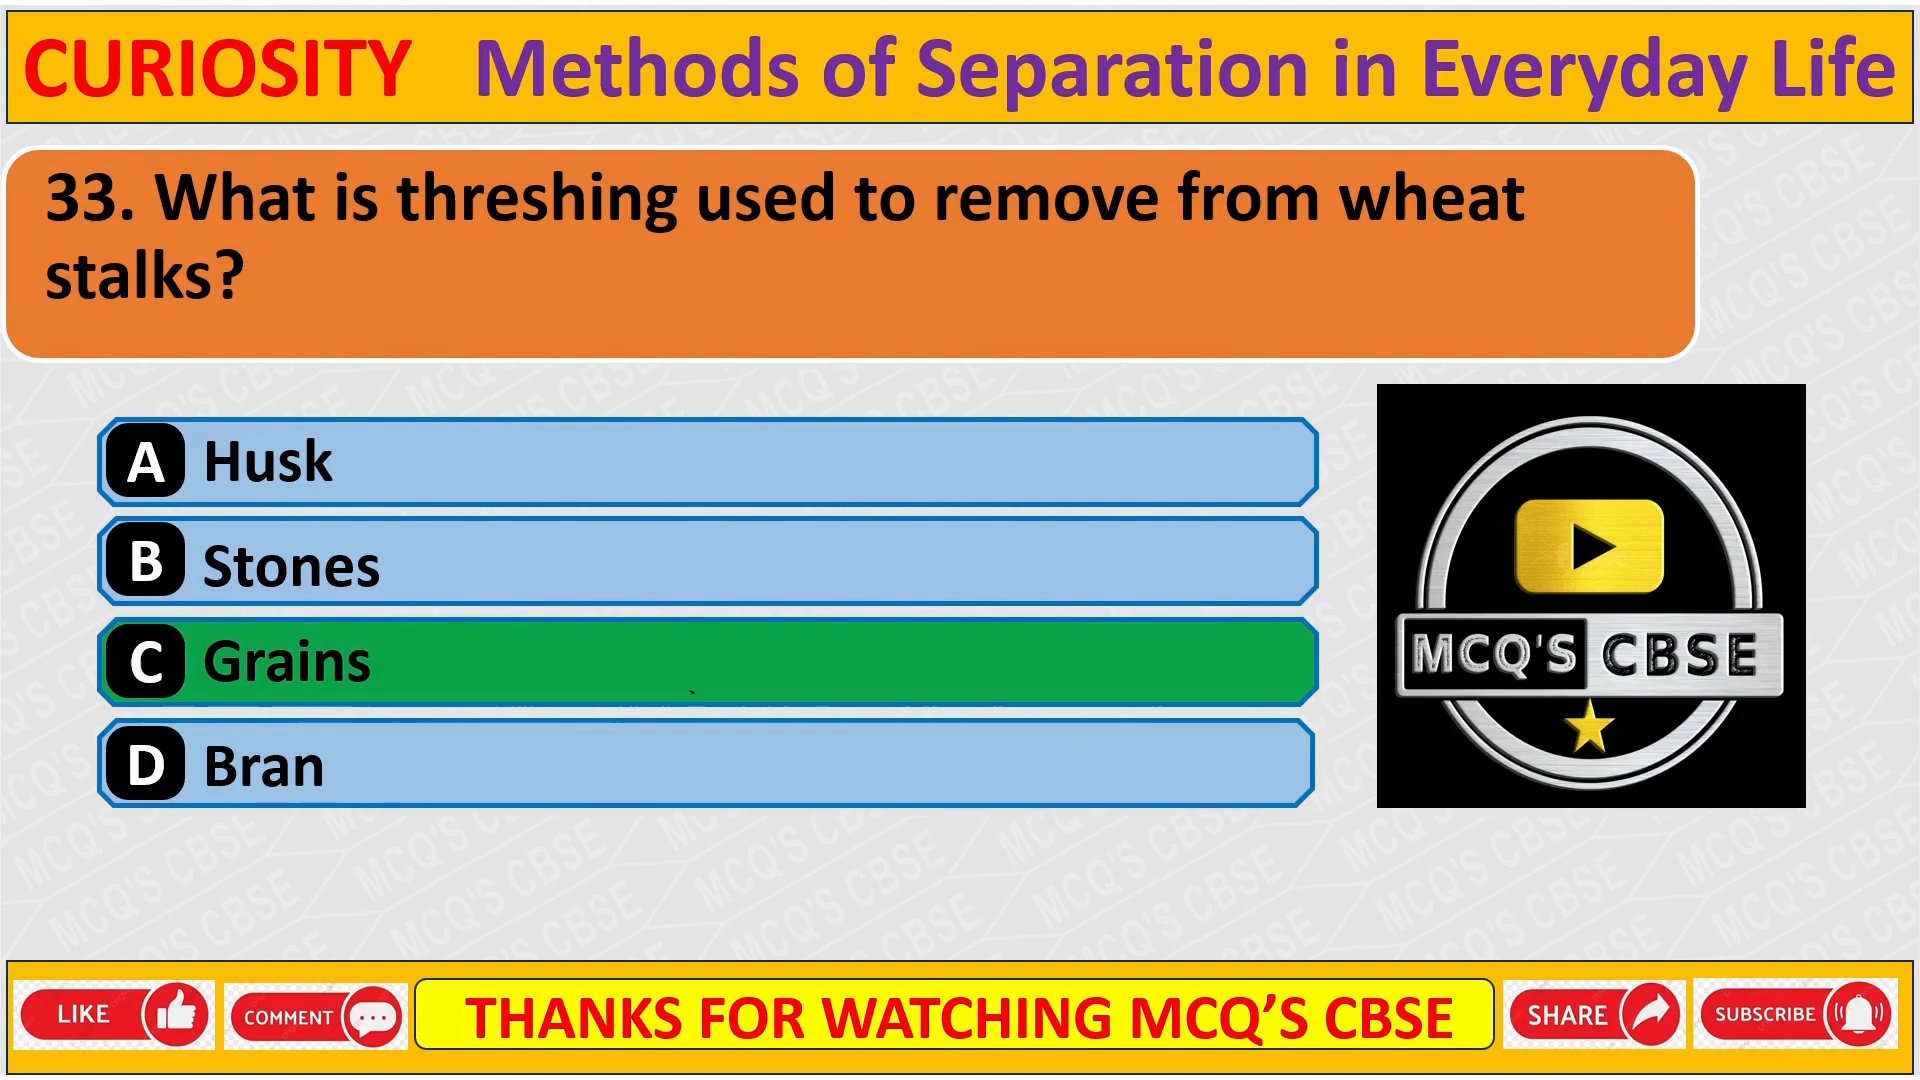 CURIOSITY Methods of Separation in Everyday Life
33. What is threshing used to remove from wheat
stalks?
A Husk
B Stones
C Grains
D Bran
MCQ'S CBSE
LIKE
COMMENT
THANKS FOR WATCHING MCQ’S CBSE
SHARE
SUBSCRIBE